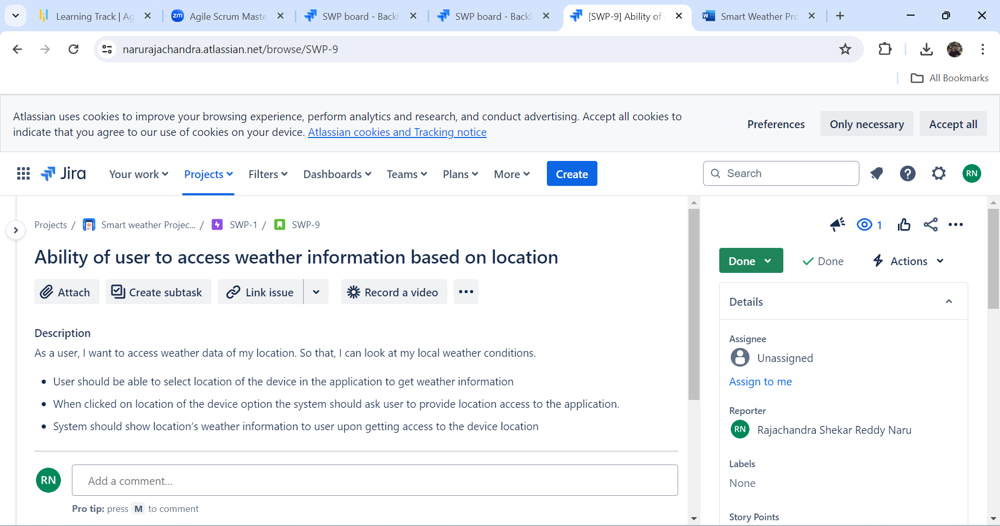 Learning Track | Ag
Agile Scrum Maste
SWP board - Backl
SWP board - Backl
[SWP-9] Ability of u
Smart Weather Pro
narurajachandra.atlassian.net/browse/SWP-9
All Bookmarks
Atlassian uses cookies to improve your browsing experience, perform analytics and research, and conduct advertising. Accept all cookies to
indicate that you agree to our use of cookies on your device. Atlassian cookies and Tracking notice
Preferences
Only necessary
Accept all
Jira
Your work
Projects
Filters
Dashboards
Teams
Plans
More
Create
Search
RN
Projects / Smart weather Projec... / SWP-1 / SWP-9
1
Ability of user to access weather information based on location
Done
Done
Actions
Attach
Create subtask
Link issue
Record a video
Details
Description
As a user, I want to access weather data of my location. So that, I can look at my local weather conditions.
• User should be able to select location of the device in the application to get weather information
• When clicked on location of the device option the system should ask user to provide location access to the application.
• System should show location’s weather information to user upon getting access to the device location
Assignee
Unassigned
Assign to me
Reporter
RN Rajachandra Shekar Reddy Naru
Labels
None
Story Points
RN
Add a comment...
Pro tip: press M to comment